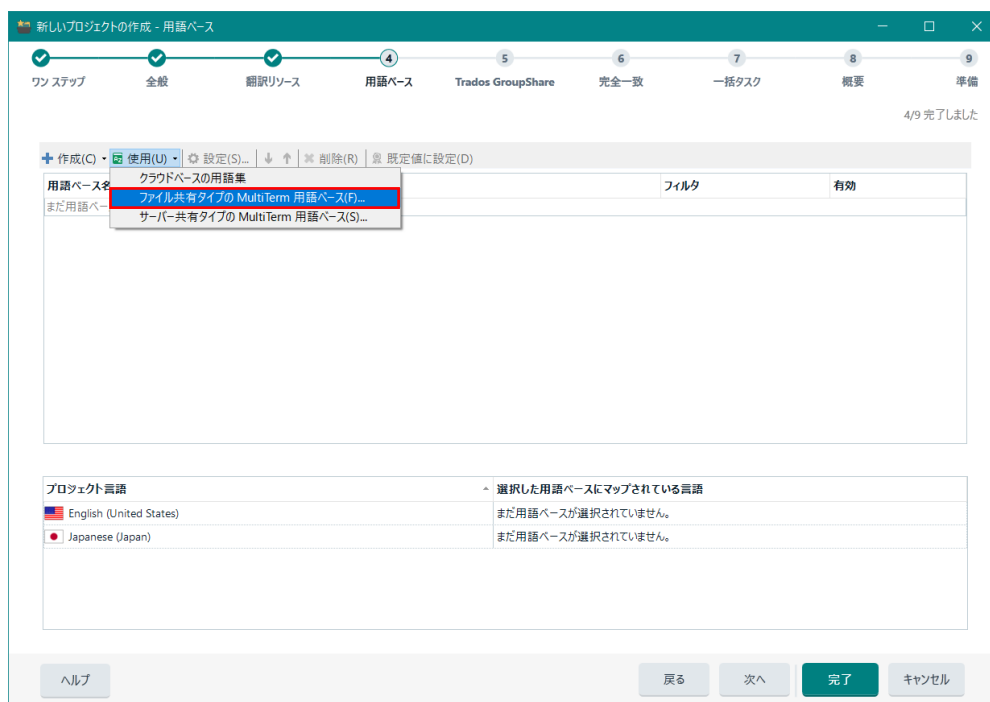 新しいプロジェクトの作成 - 用語ベース
4 5 6 7 8 9
ワン ステップ 全般 翻訳リソース 用語ベース Trados GroupShare 完全一致 一括タスク 概要 準備
4/9 完了しました
作成(C) 使用(U) 設定(S)... 削除(R) 既定値に設定(D)
用語ベース名 フィルタ 有効
クラウドベースの用語集
まだ用語ベー
ファイル共有タイプの MultiTerm 用語ベース(F)...
サーバー共有タイプの MultiTerm 用語ベース(S)...
プロジェクト言語 選択した用語ベースにマップされている言語
English (United States) まだ用語ベースが選択されていません。
Japanese (Japan) まだ用語ベースが選択されていません。
ヘルプ 戻る 次へ 完了 キャンセル